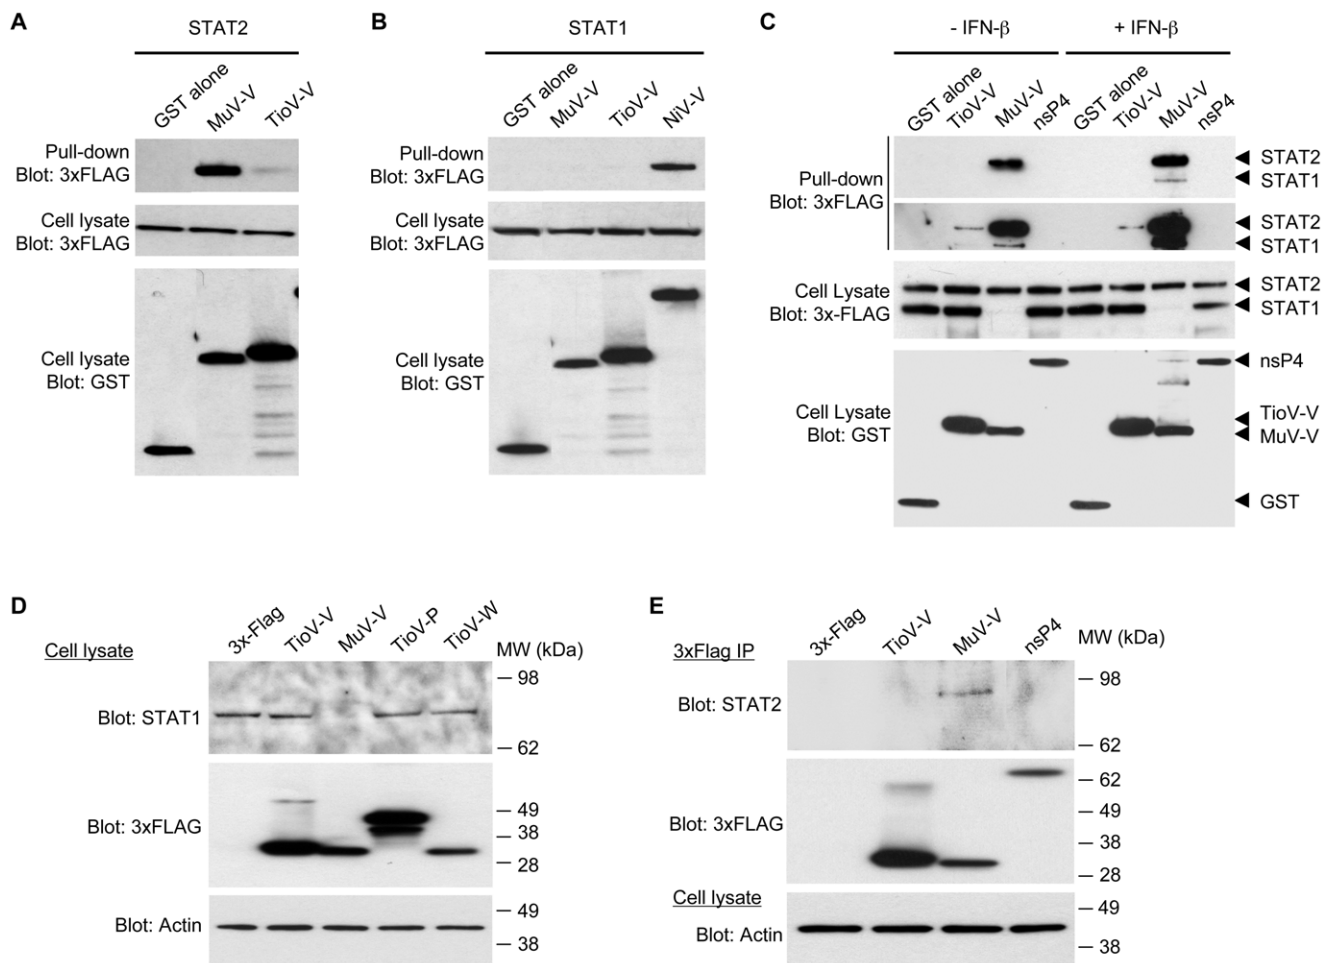 A
STAT2
GST alone
MuV-V
TioV-V
Pull-down
Blot: 3xFLAG
Cell lysate
Blot: 3xFLAG
Cell lysate
Blot: GST
B
STAT1
GST alone
MuV-V
TioV-V
NiV-V
Pull-down
Blot: 3xFLAG
Cell lysate
Blot: 3xFLAG
Cell lysate
Blot: GST
C
- IFN-β
+ IFN-β
GST alone
TioV-V
MuV-V
nsP4
GST alone
TioV-V
MuV-V
nsP4
Pull-down
Blot: 3xFLAG
STAT2
STAT1
STAT2
STAT1
Cell Lysate
Blot: 3x-FLAG
STAT2
STAT1
Cell Lysate
Blot: GST
nsP4
TioV-V
MuV-V
GST
D
Cell lysate
3x-Flag
TioV-V
MuV-V
TioV-P
TioV-W
MW (kDa)
Blot: STAT1
98
62
Blot: 3xFLAG
49
38
28
Blot: Actin
49
38
E
3xFlag IP
3x-Flag
TioV-V
MuV-V
nsP4
MW (kDa)
Blot: STAT2
98
62
Blot: 3xFLAG
62
49
38
28
Cell lysate
Blot: Actin
49
38